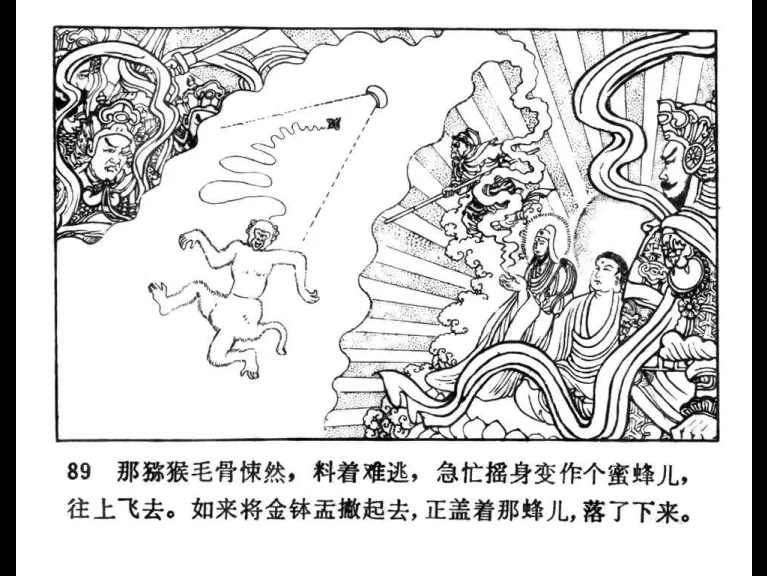 89 那猕猴毛骨悚然，料着难逃，急忙摇身变作个蜜蜂儿，
往上飞去。如来将金钵盂撇起去，正盖着那蜂儿，落了下来。